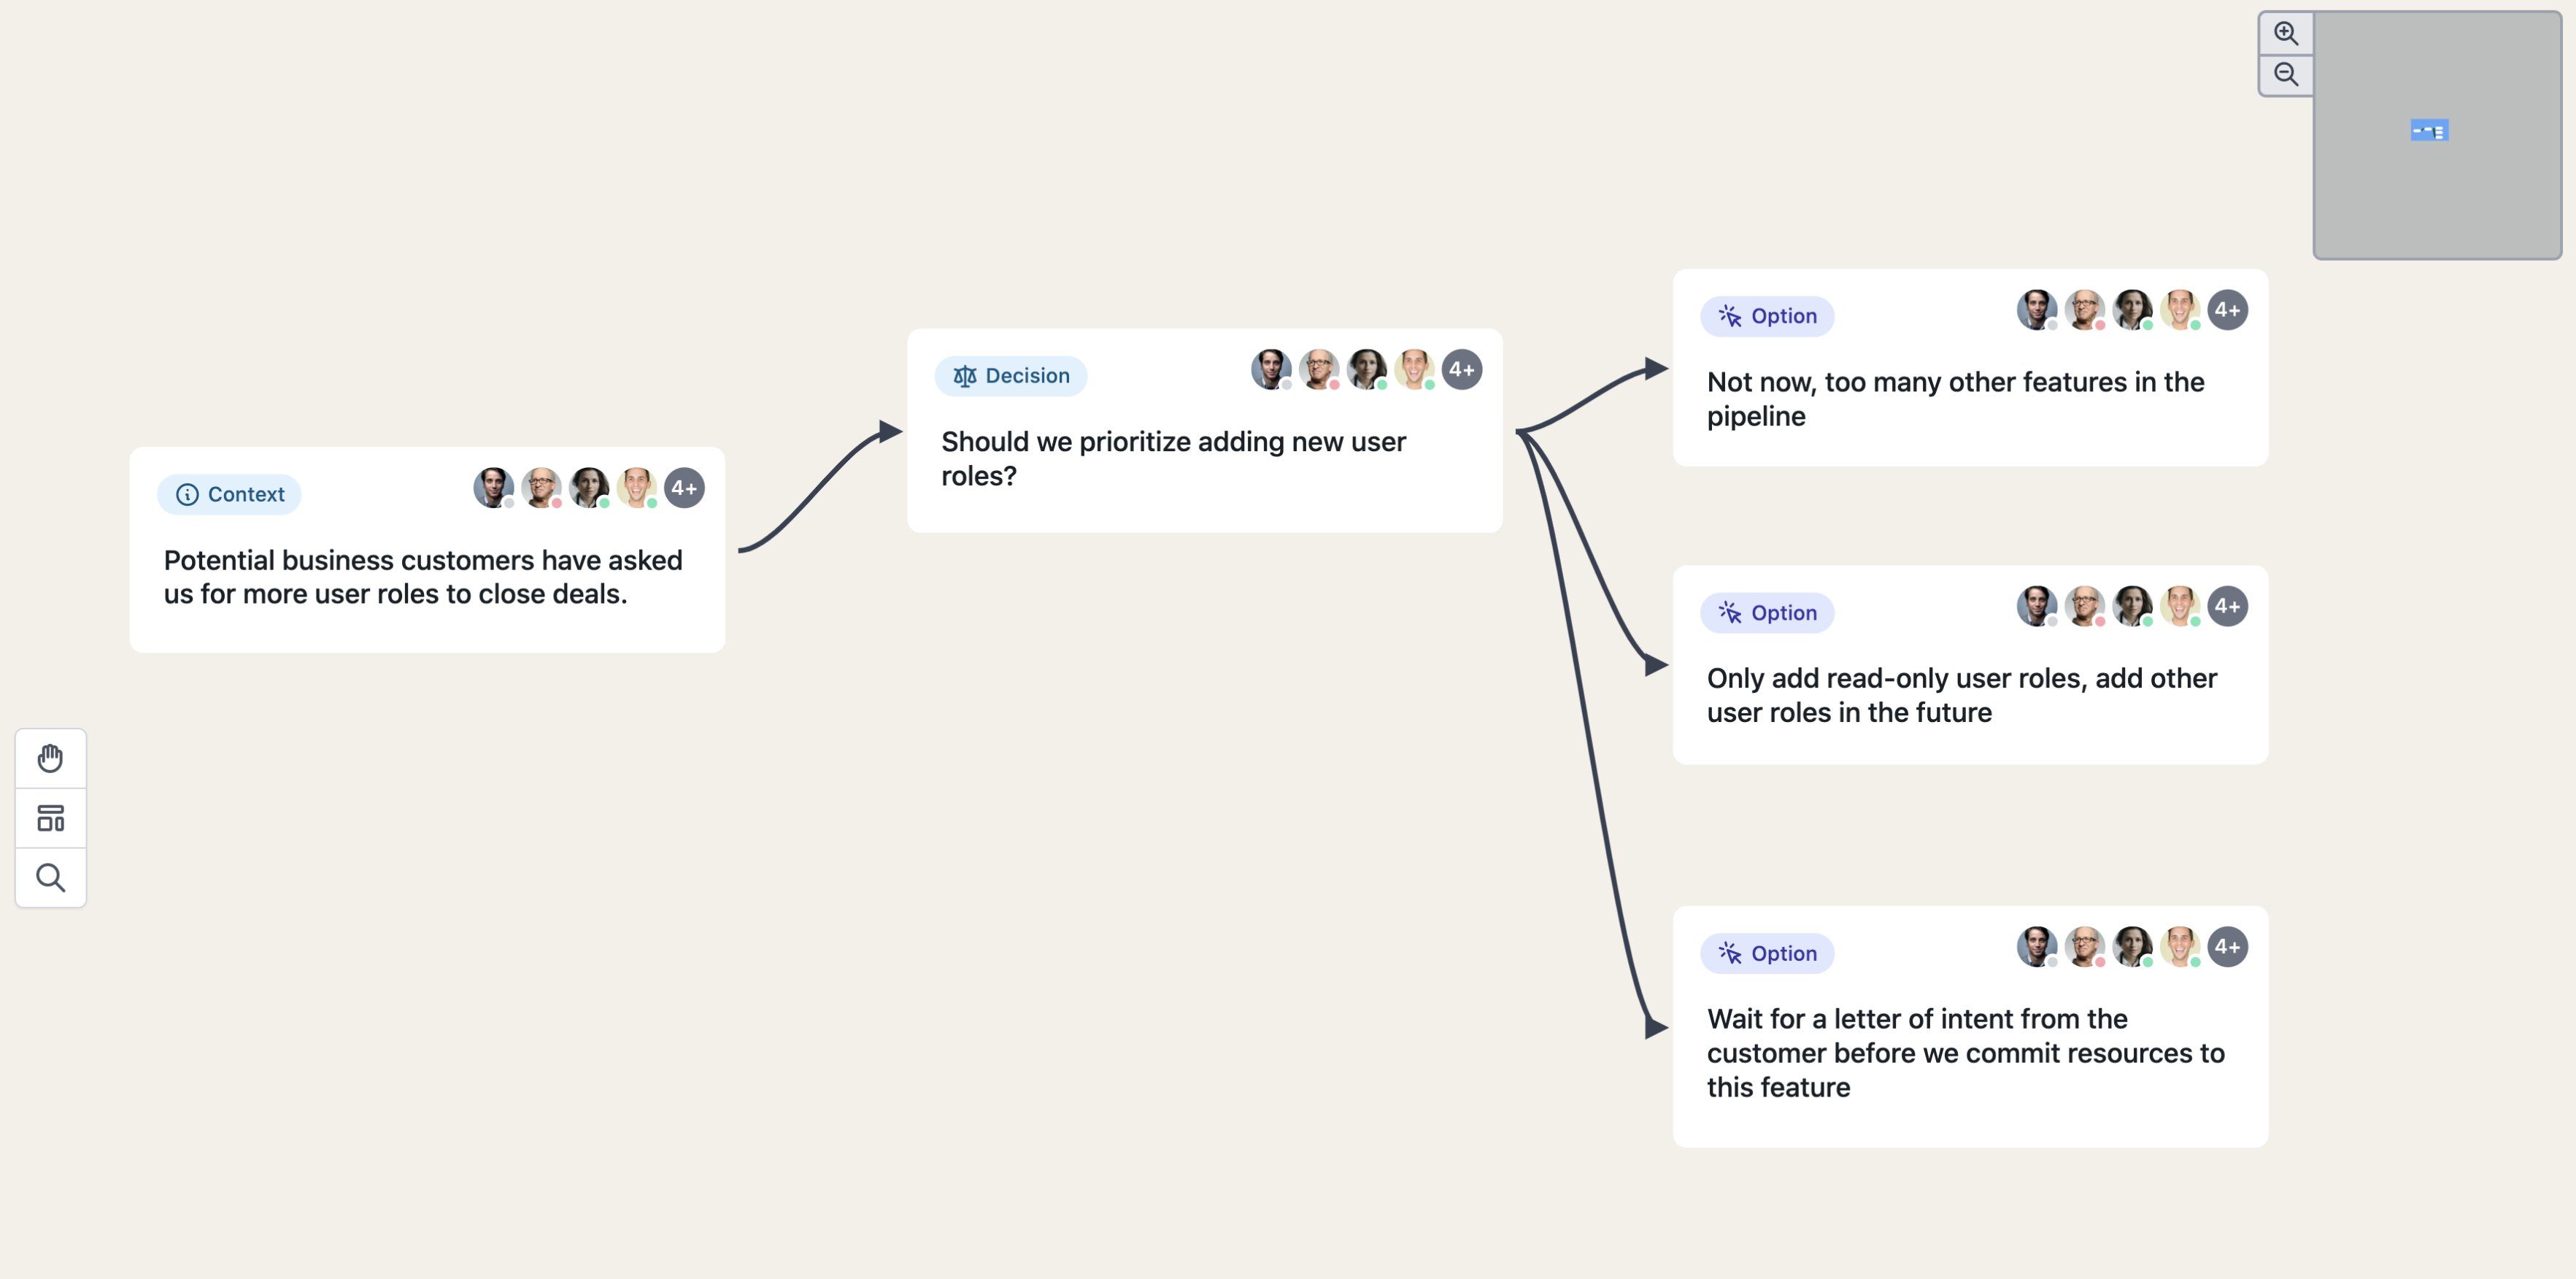 Context
4+
Potential business customers have asked
us for more user roles to close deals.
Decision
4+
Should we prioritize adding new user
roles?
Option
4+
Not now, too many other features in the
pipeline
Option
4+
Only add read-only user roles, add other
user roles in the future
Option
4+
Wait for a letter of intent from the
customer before we commit resources to
this feature